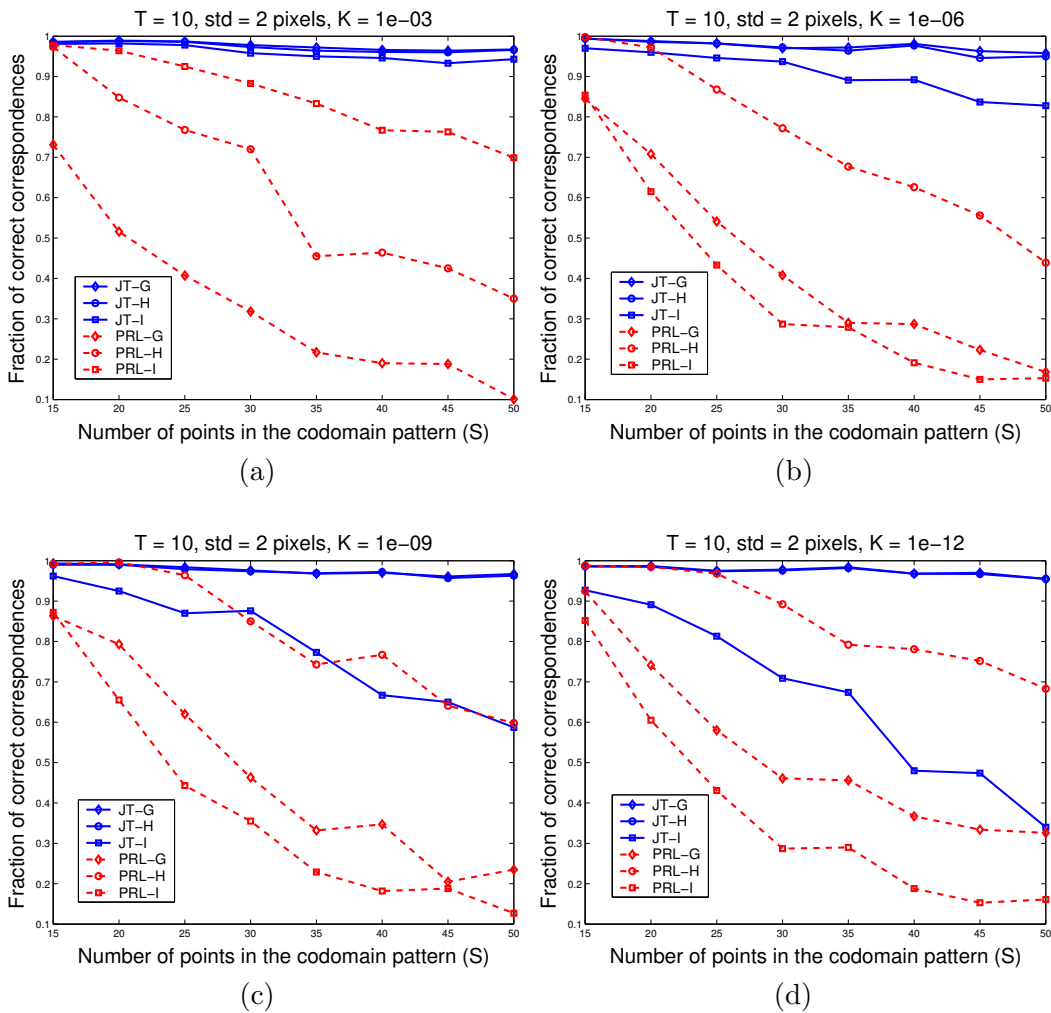 T = 10, std = 2 pixels, K = 1e−03
Fraction of correct correspondences
1
0.9
0.8
0.7
0.6
0.5
0.4
0.3
0.2
0.1
JT−G
JT−H
JT−I
PRL−G
PRL−H
PRL−I
15 20 25 30 35 40 45 50
Number of points in the codomain pattern (S)
(a)
T = 10, std = 2 pixels, K = 1e−06
Fraction of correct correspondences
1
0.9
0.8
0.7
0.6
0.5
0.4
0.3
0.2
0.1
JT−G
JT−H
JT−I
PRL−G
PRL−H
PRL−I
15 20 25 30 35 40 45 50
Number of points in the codomain pattern (S)
(b)
T = 10, std = 2 pixels, K = 1e−09
Fraction of correct correspondences
1
0.9
0.8
0.7
0.6
0.5
0.4
0.3
0.2
0.1
JT−G
JT−H
JT−I
PRL−G
PRL−H
PRL−I
15 20 25 30 35 40 45 50
Number of points in the codomain pattern (S)
(c)
T = 10, std = 2 pixels, K = 1e−12
Fraction of correct correspondences
1
0.9
0.8
0.7
0.6
0.5
0.4
0.3
0.2
0.1
JT−G
JT−H
JT−I
PRL−G
PRL−H
PRL−I
15 20 25 30 35 40 45 50
Number of points in the codomain pattern (S)
(d)